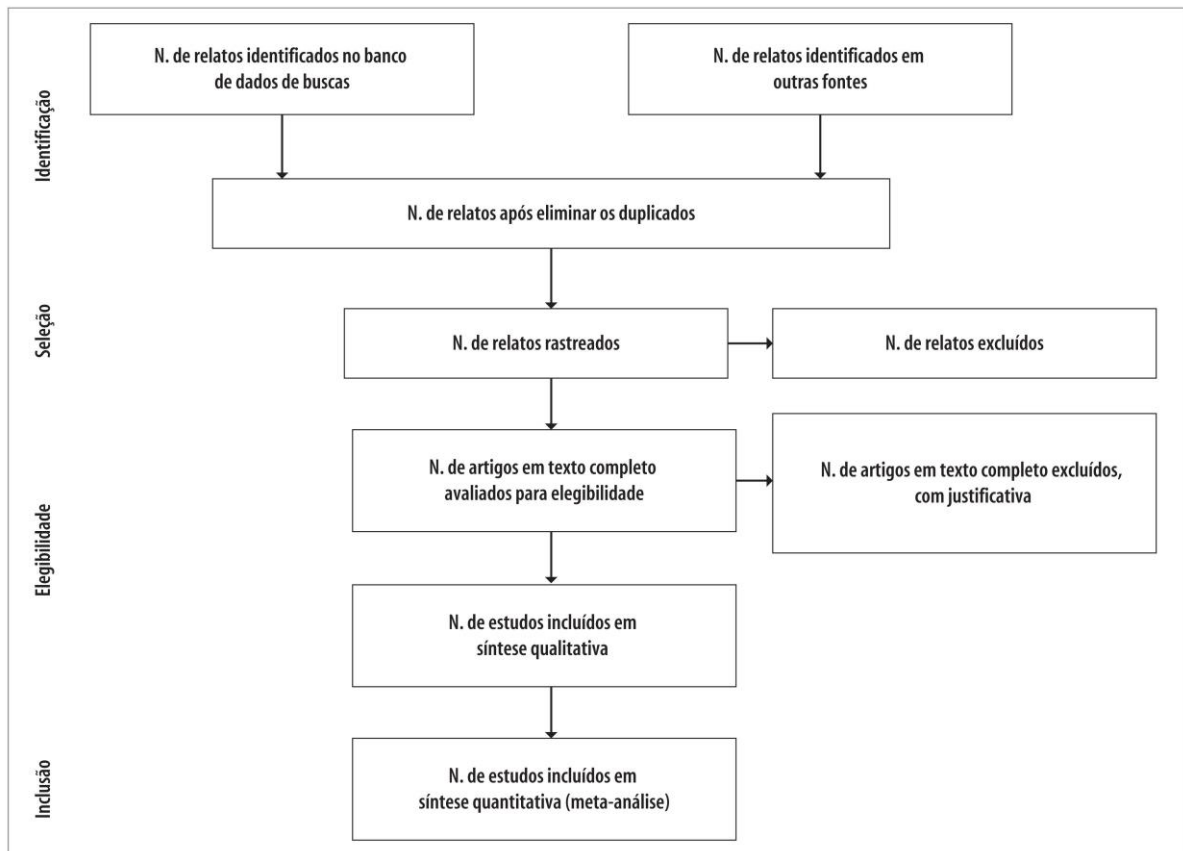 Identificação
N. de relatos identificados no banco
de dados de buscas
N. de relatos identificados em
outras fontes
N. de relatos após eliminar os duplicados
Seleção
N. de relatos rastreados
N. de relatos excluídos
Elegibilidade
N. de artigos em texto completo
avaliados para elegibilidade
N. de artigos em texto completo excluídos,
com justificativa
N. de estudos incluídos em
síntese qualitativa
Inclusão
N. de estudos incluídos em
síntese quantitativa (meta-análise)